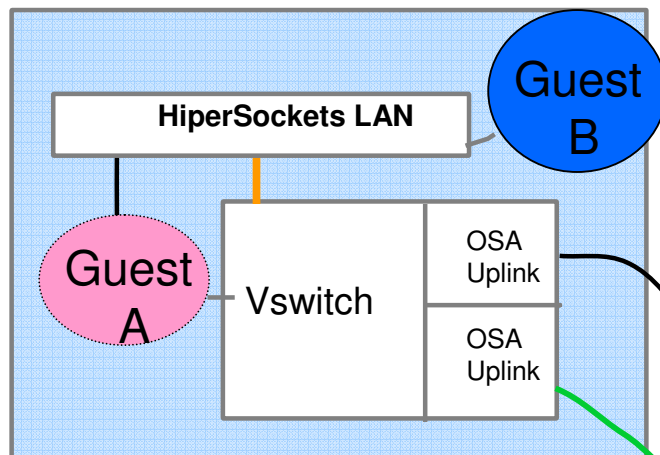 Guest
B
HiperSockets LAN
Guest
A
Vswitch
OSA
Uplink
OSA
Uplink